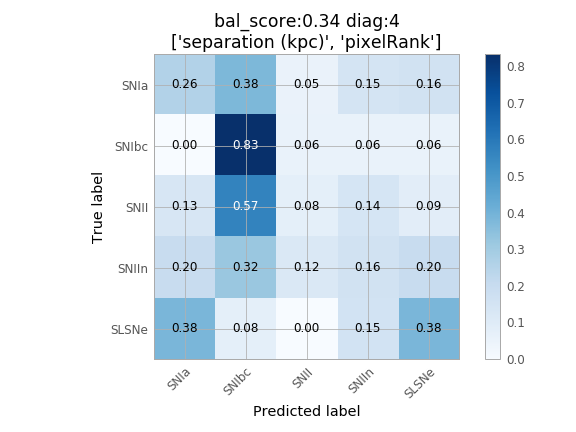 bal_score:0.34 diag:4
['separation (kpc)', 'pixelRank']
SNIa 0.26 0.38 0.05 0.15 0.16
SNIbc 0.00 0.83 0.06 0.06 0.06
SNII 0.13 0.57 0.08 0.14 0.09
SNIIn 0.20 0.32 0.12 0.16 0.20
SLSNe 0.38 0.08 0.00 0.15 0.38
SNIa SNIbc SNII SNIIn SLSNe
True label
Predicted label
0.8
0.7
0.6
0.5
0.4
0.3
0.2
0.1
0.0